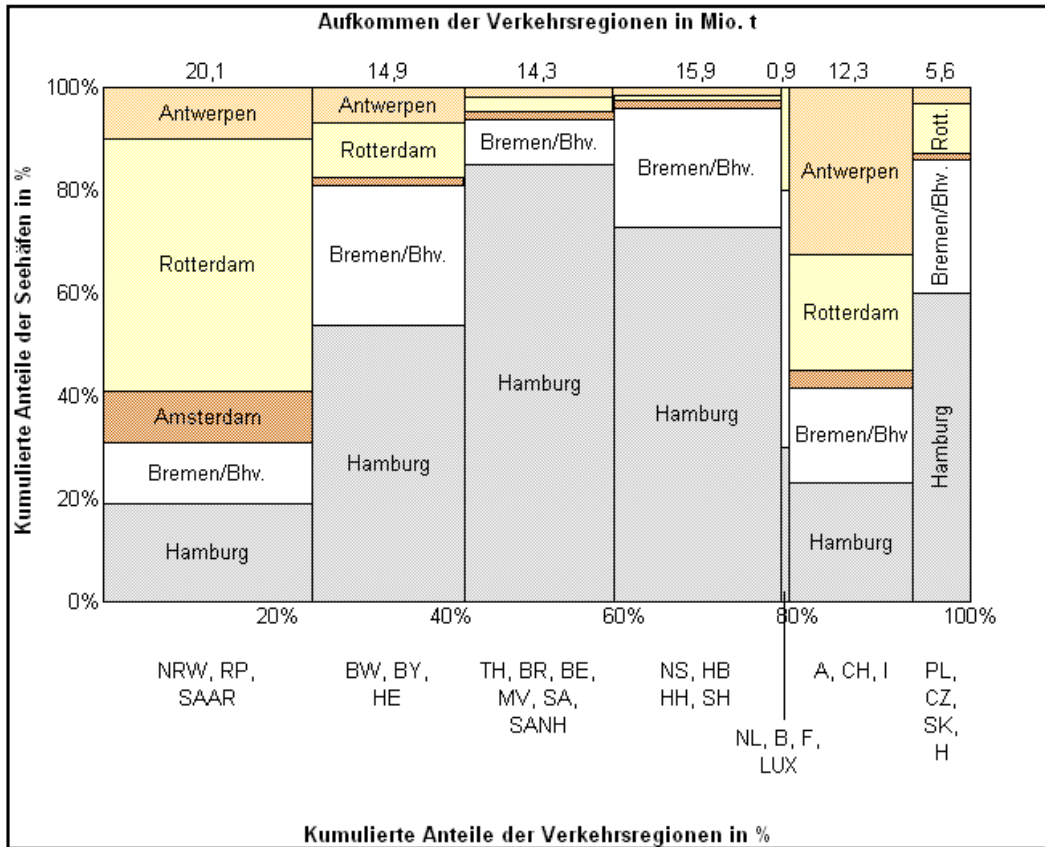 Aufkommen der Verkehrsregionen in Mio. t
20,1 14,9 14,3 15,9 0,9 12,3 5,6
Kumulierte Anteile der Seehäfen in %
100%
80%
60%
40%
20%
0%
Antwerpen
Rotterdam
Amsterdam
Bremen/Bhv.
Hamburg
Antwerpen
Rotterdam
Bremen/Bhv.
Hamburg
Bremen/Bhv.
Hamburg
Bremen/Bhv.
Hamburg
Antwerpen
Rotterdam
Bremen/Bhv
Hamburg
Rott.
Bremen/Bhv.
Hamburg
20% 40% 60% 80% 100%
NRW, RP,
SAAR
BW, BY,
HE
TH, BR, BE,
MV, SA,
SANH
NS, HB
HH, SH
NL, B, F,
LUX
A, CH, I
PL,
CZ,
SK,
H
Kumulierte Anteile der Verkehrsregionen in %